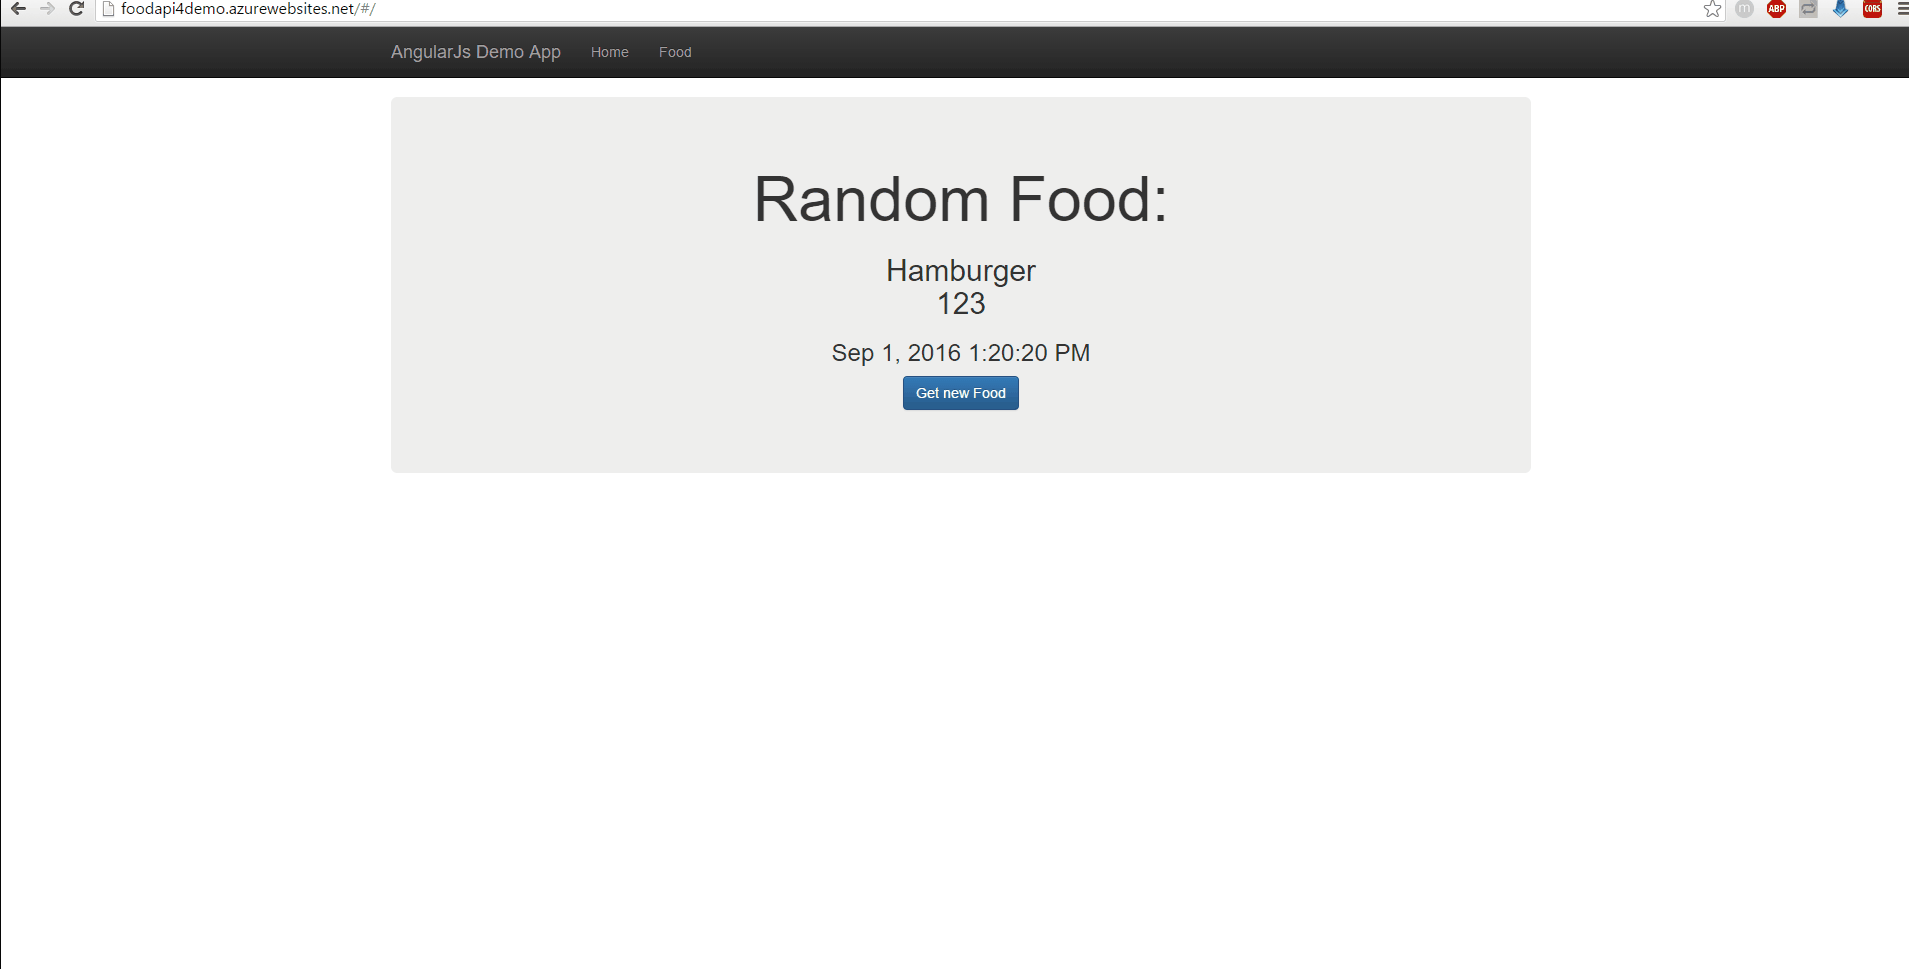 foodapi4demo.azurewebsites.net/#/
m ABP CORS
AngularJs Demo App Home Food
Random Food:
Hamburger
123
Sep 1, 2016 1:20:20 PM
Get new Food